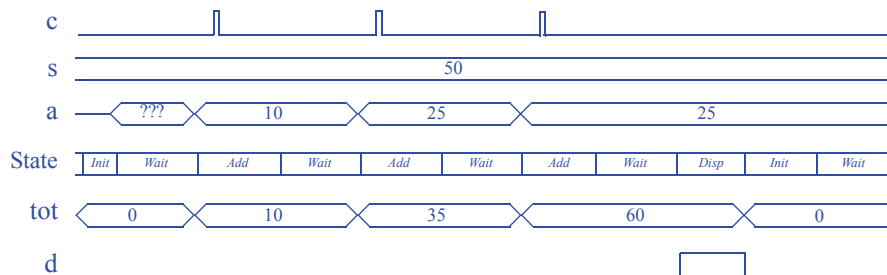 c
s 50
a ??? 10 25 25
State Init Wait Add Wait Add Wait Add Wait Disp Init Wait
tot 0 10 35 60 0
d